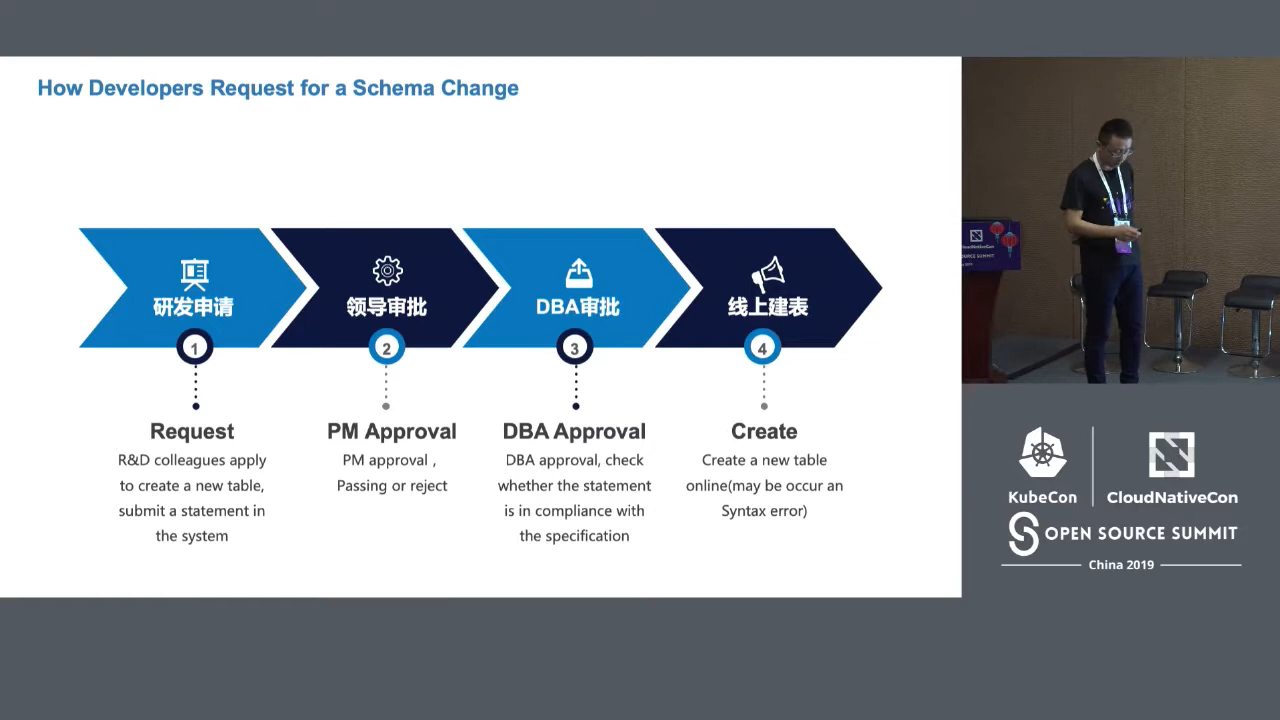 How Developers Request for a Schema Change
研发申请
领导审批
DBA审批
线上建表
1
2
3
4
Request
R&D colleagues apply
to create a new table,
submit a statement in
the system
PM Approval
PM approval ,
Passing or reject
DBA Approval
DBA approval, check
whether the statement
is in compliance with
the specification
Create
Create a new table
online(may be occur an
Syntax error)
CloudNativeCon
SOURCE SUMMIT
KubeCon
CloudNativeCon
OPEN SOURCE SUMMIT
China 2019